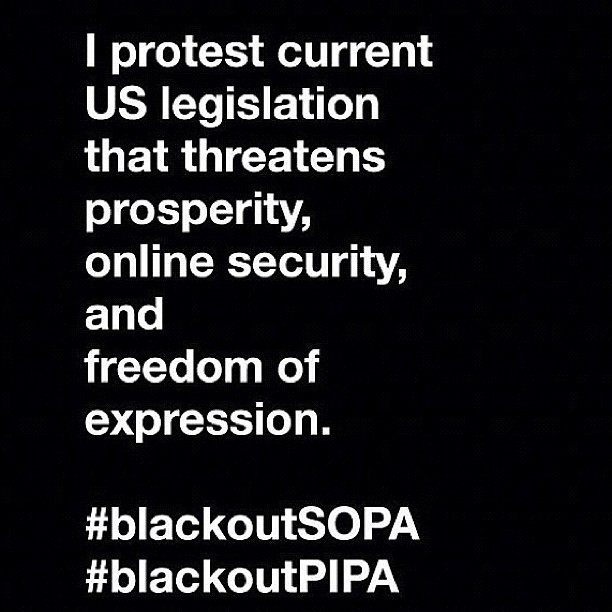 I protest current
US legislation
that threatens
prosperity,
online security,
and
freedom of
expression.
#blackoutSOPA
#blackoutPIPA